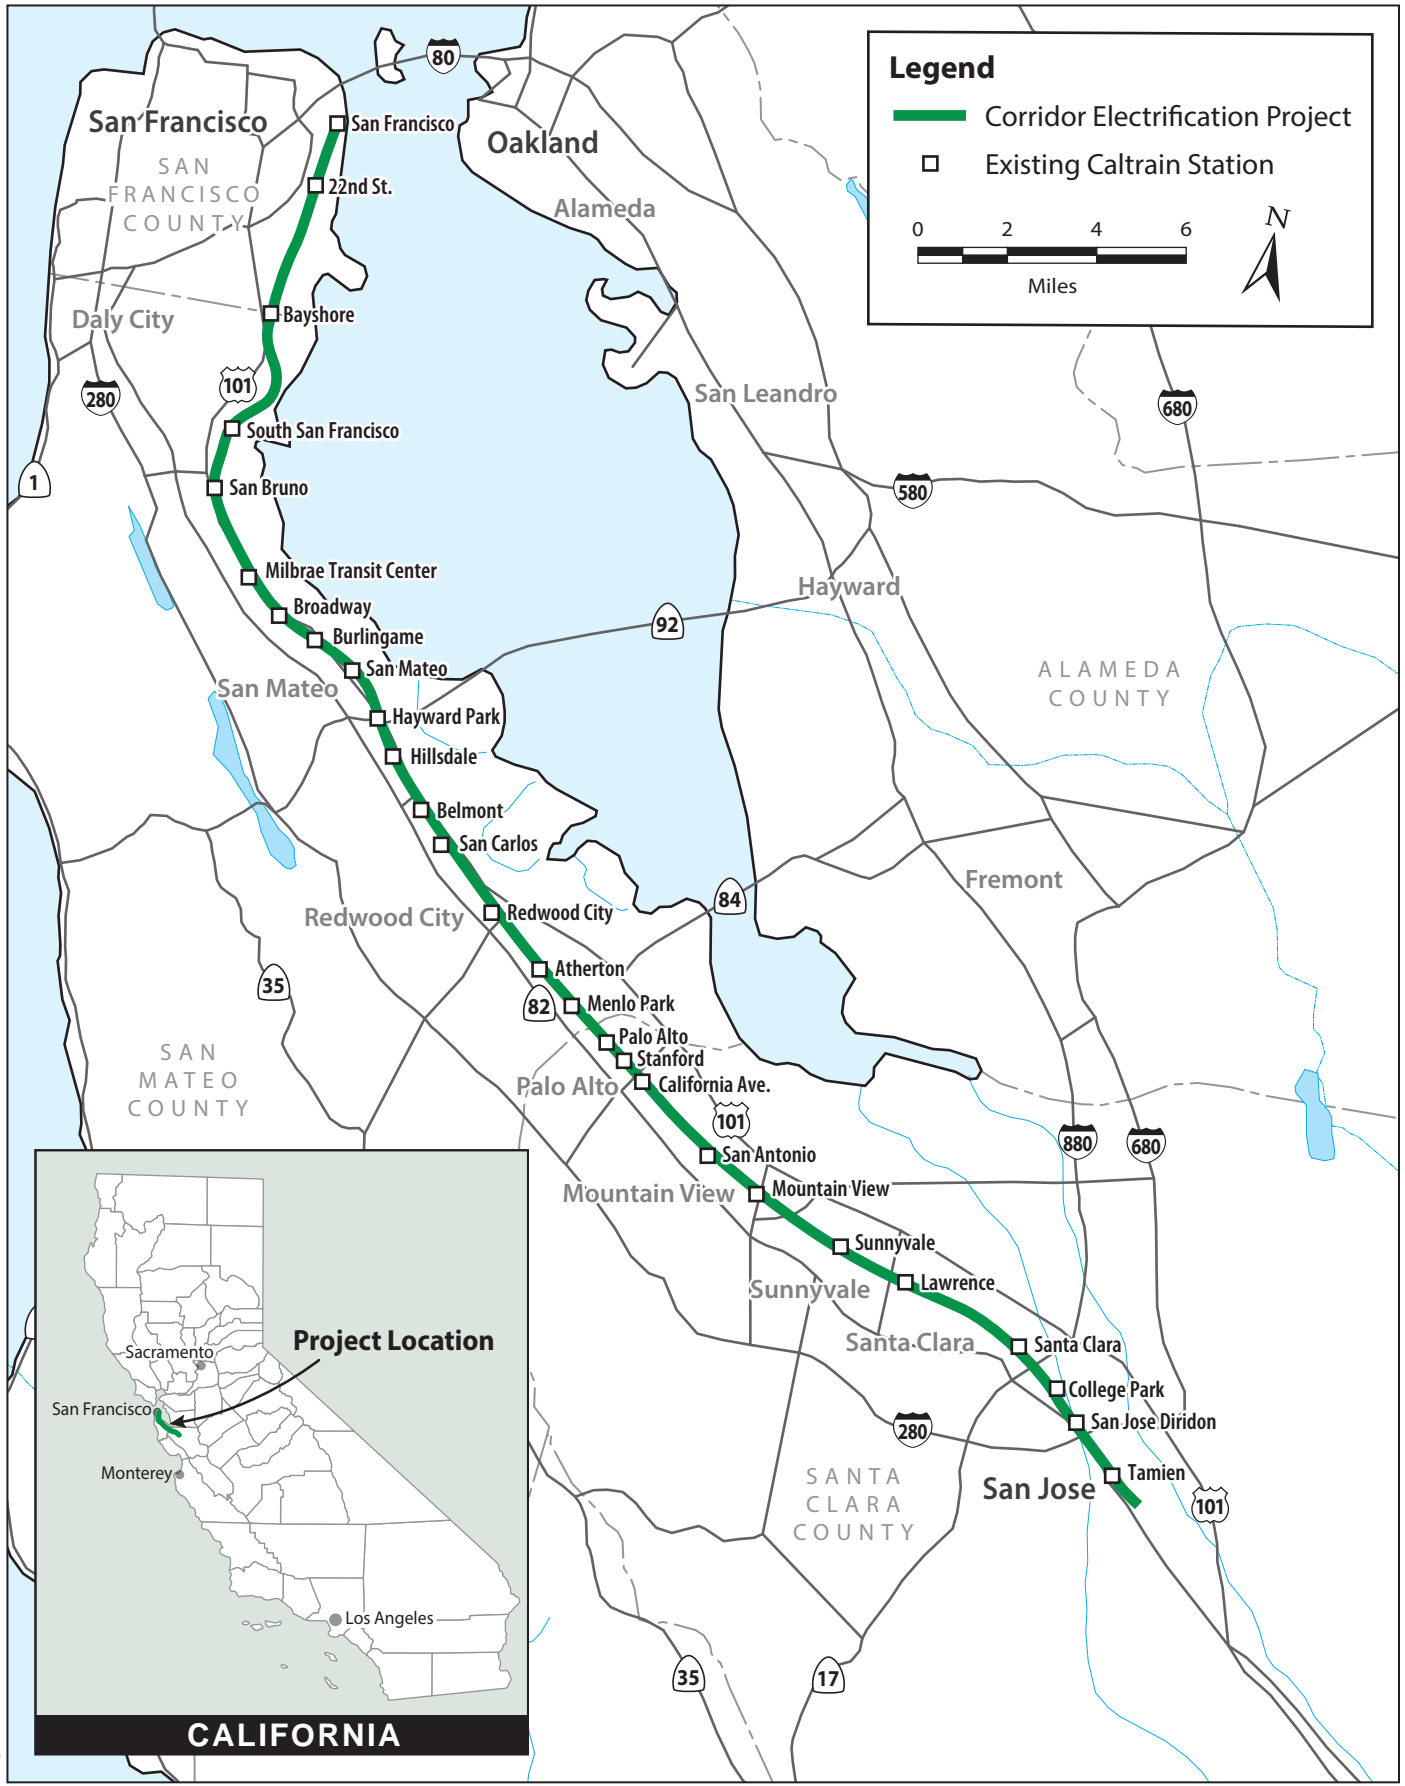 80
Legend
Corridor Electrification Project
Existing Caltrain Station
0 2 4 6
Miles
N
San Francisco
San Francisco
Oakland
SAN
FRANCISCO
COUNTY
22nd St.
Alameda
Bayshore
Daly City
101
280
San Leandro
680
South San Francisco
1
San Bruno
580
Milbrae Transit Center
Hayward
Broadway
92
Burlingame
San Mateo
San Mateo
ALAMEDA
COUNTY
Hayward Park
Hillsdale
Belmont
San Carlos
Fremont
84
Redwood City
Redwood City
Atherton
35
82
Menlo Park
Palo Alto
Stanford
SAN
MATEO
COUNTY
Palo Alto
California Ave.
101
880
680
San Antonio
Mountain View
Mountain View
Sunnyvale
Sunnyvale
Lawrence
Santa Clara
Santa Clara
College Park
San Jose Diridon
280
Tamien
San Jose
SANTA
CLARA
COUNTY
101
35
17
Project Location
Sacramento
San Francisco
Monterey
Los Angeles
CALIFORNIA